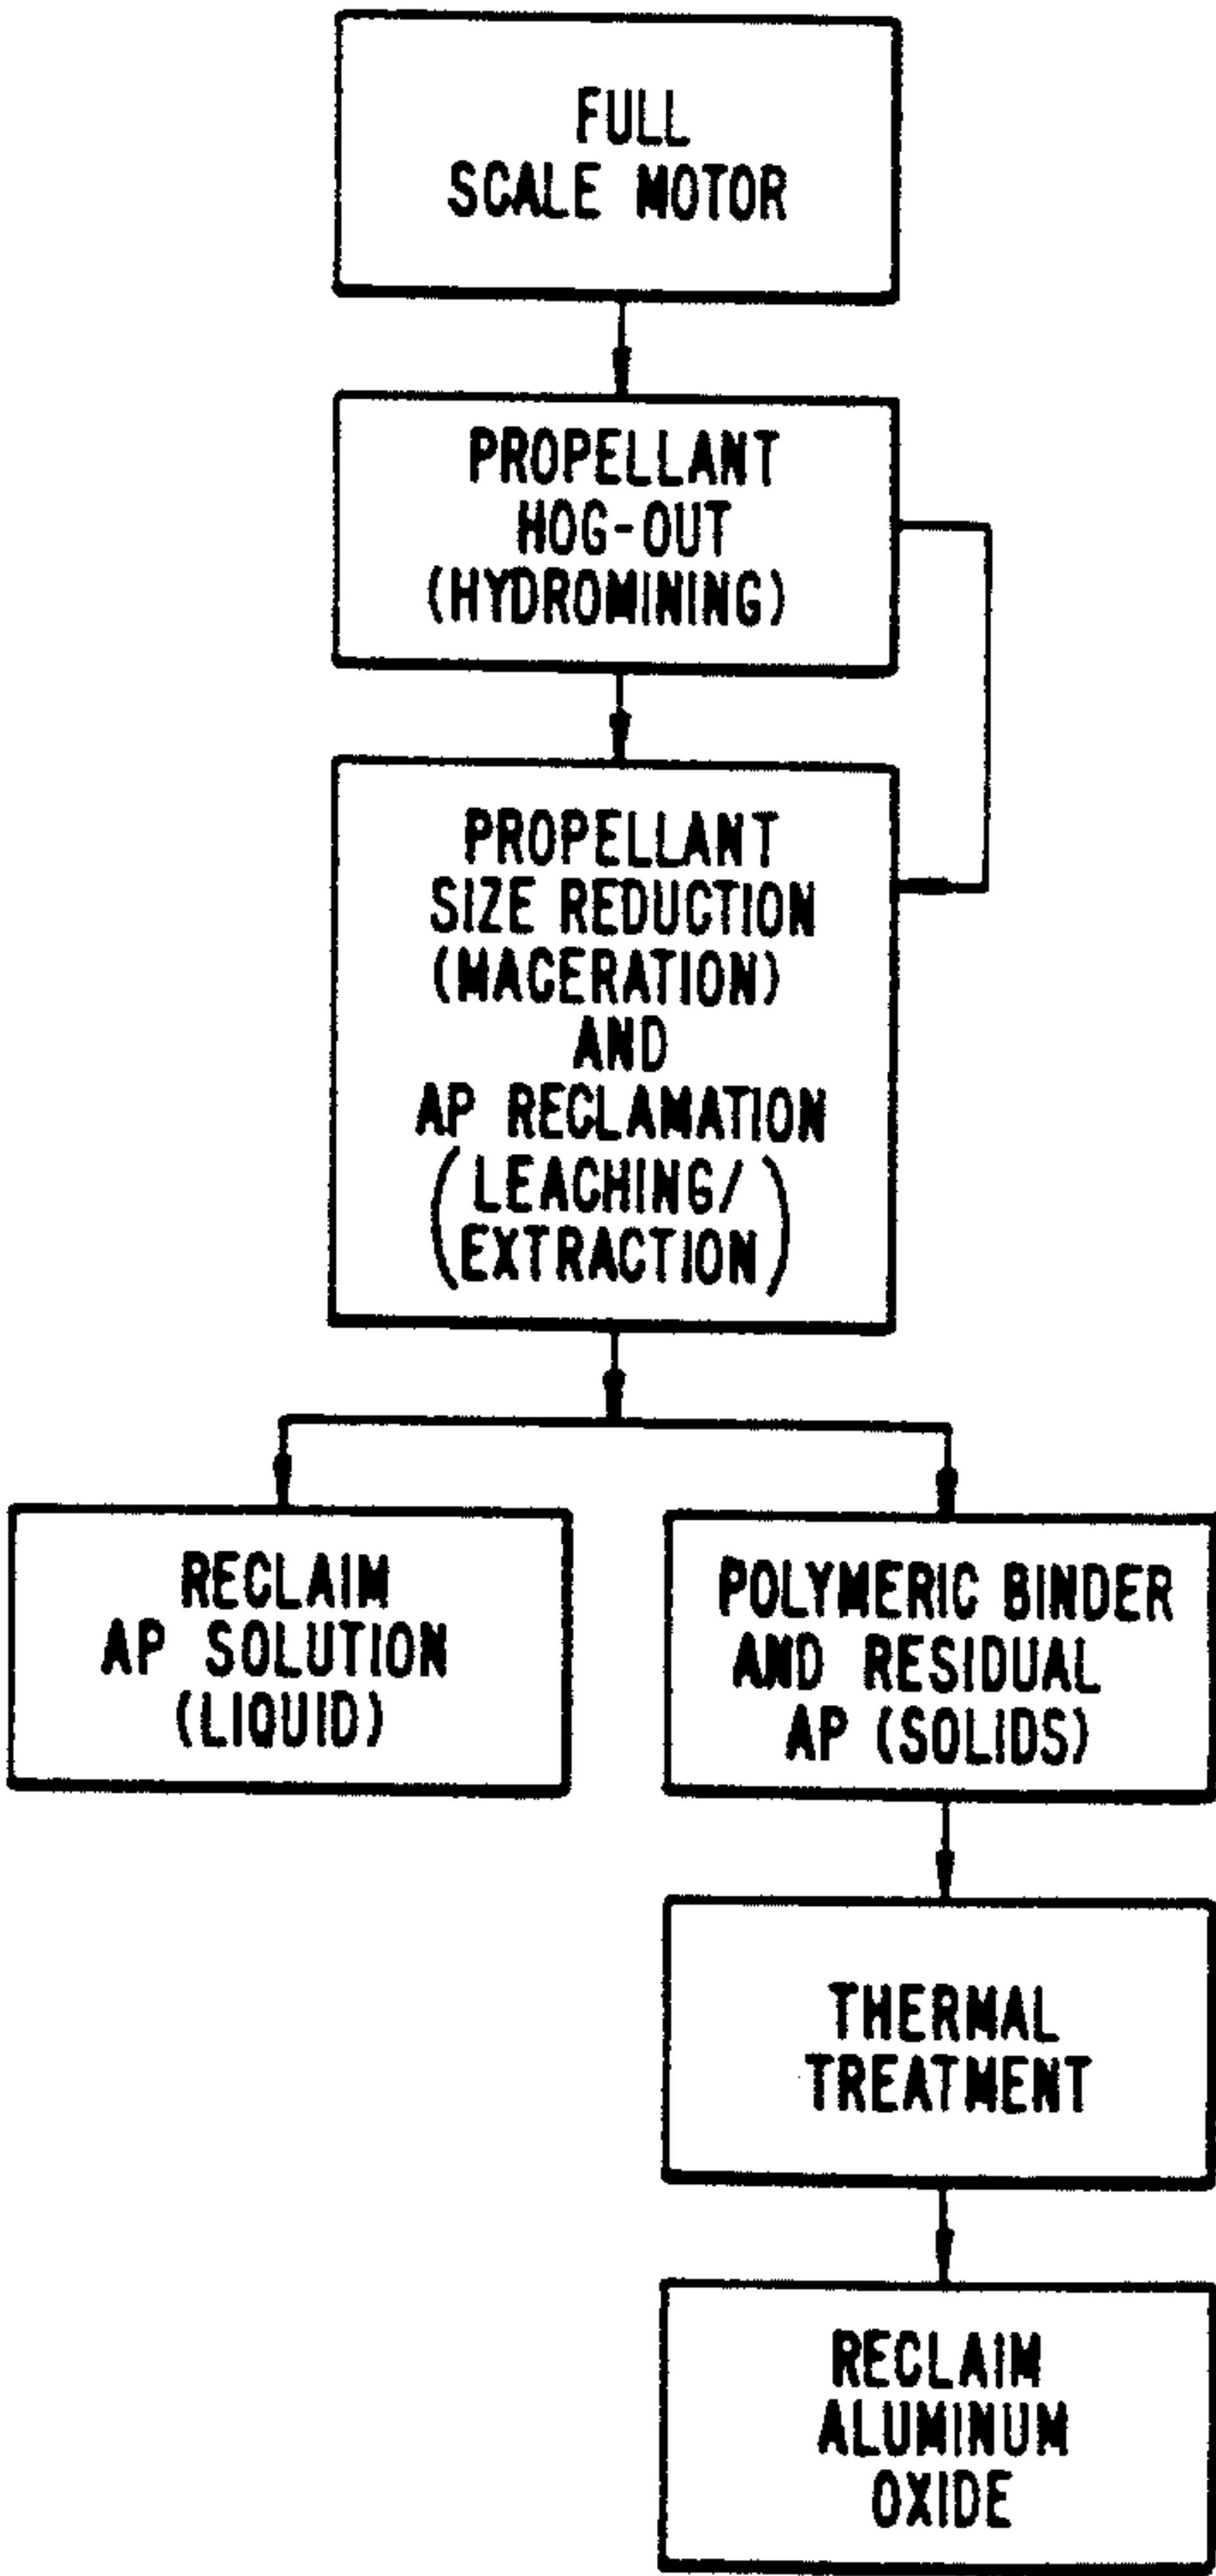 FULL
SCALE MOTOR
PROPELLANT
HOG-OUT
(HYDROMINING)
PROPELLANT
SIZE REDUCTION
(MACERATION)
AND
AP RECLAMATION
(LEACHING/
EXTRACTION)
RECLAIM
AP SOLUTION
(LIQUID)
POLYMERIC BINDER
AND RESIDUAL
AP (SOLIDS)
THERMAL
TREATMENT
RECLAIM
ALUMINUM
OXIDE